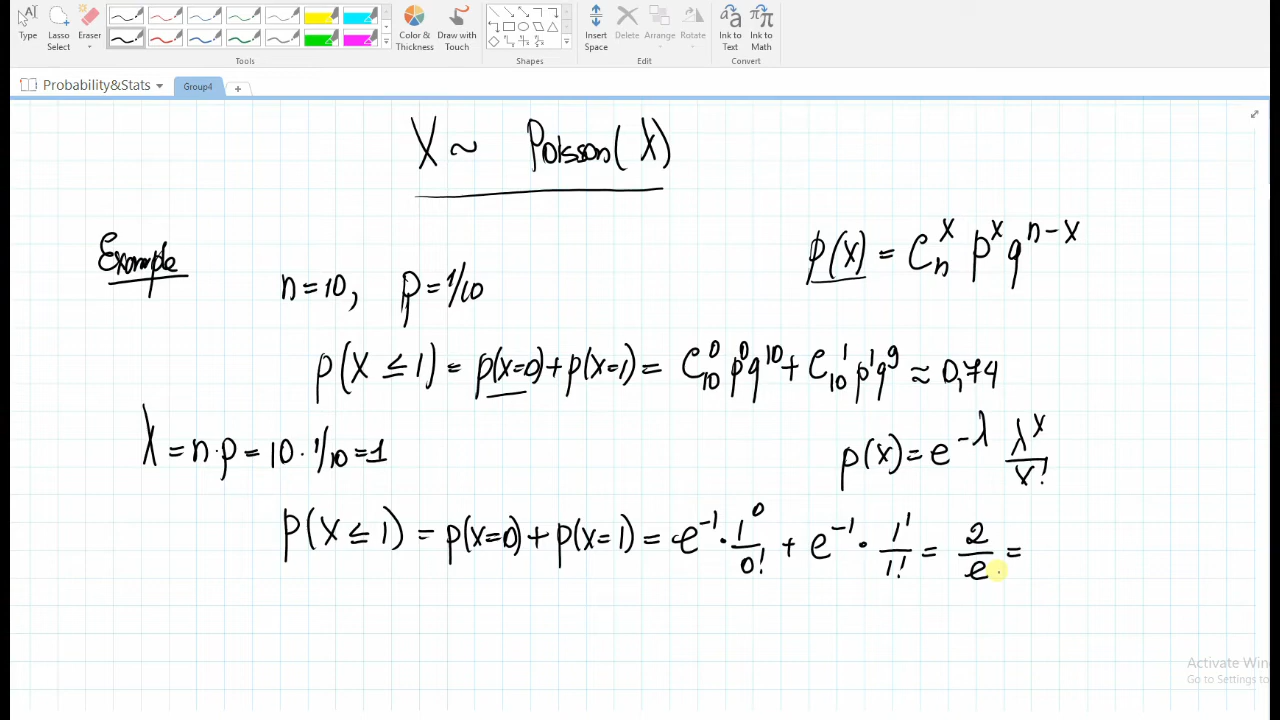 Type
Lasso Select
Eraser
Color & Thickness
Draw with Touch
Insert Space
Delete
Arrange
Rotate
Ink to Text
Ink to Math
Tools
Shapes
Edit
Convert
Probability&Stats
Group4
X ~ Poisson(λ)
Example
n=10, p=1/10
p(x) = C_n^x p^x q^{n-x}
p(X ≤ 1) = p(x=0)+p(x=1) = C_10^0 p^0 q^10 + C_10^1 p^1 q^9 ≈ 0,74
λ = n·p = 10·1/10 = 1
p(x) = e^{-λ} λ^x/x!
p(X ≤ 1) = p(x=0)+p(x=1) = e^{-1}·1^0/0! + e^{-1}·1^1/1! = 2/e =
Activate Win
Go to Settings to